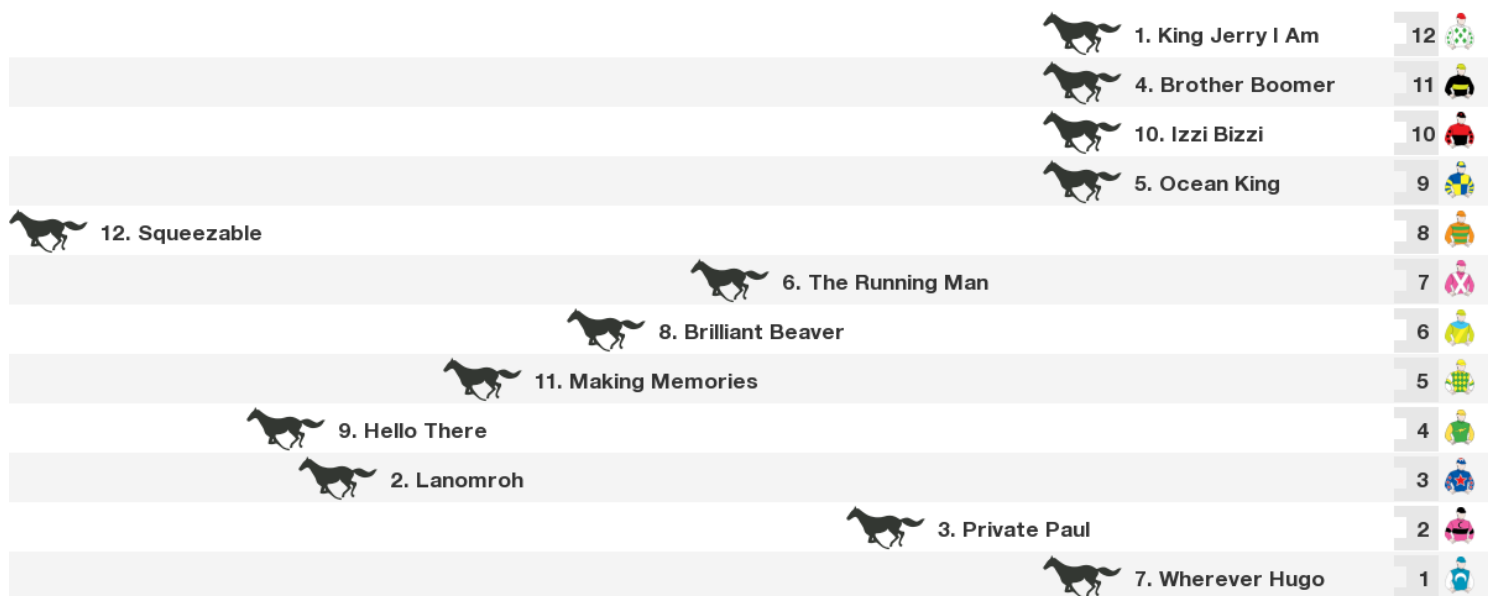 1. King Jerry I Am 12
4. Brother Boomer 11
10. Izzi Bizzi 10
5. Ocean King 9
12. Squeezable 8
6. The Running Man 7
8. Brilliant Beaver 6
11. Making Memories 5
9. Hello There 4
2. Lanomroh 3
3. Private Paul 2
7. Wherever Hugo 1